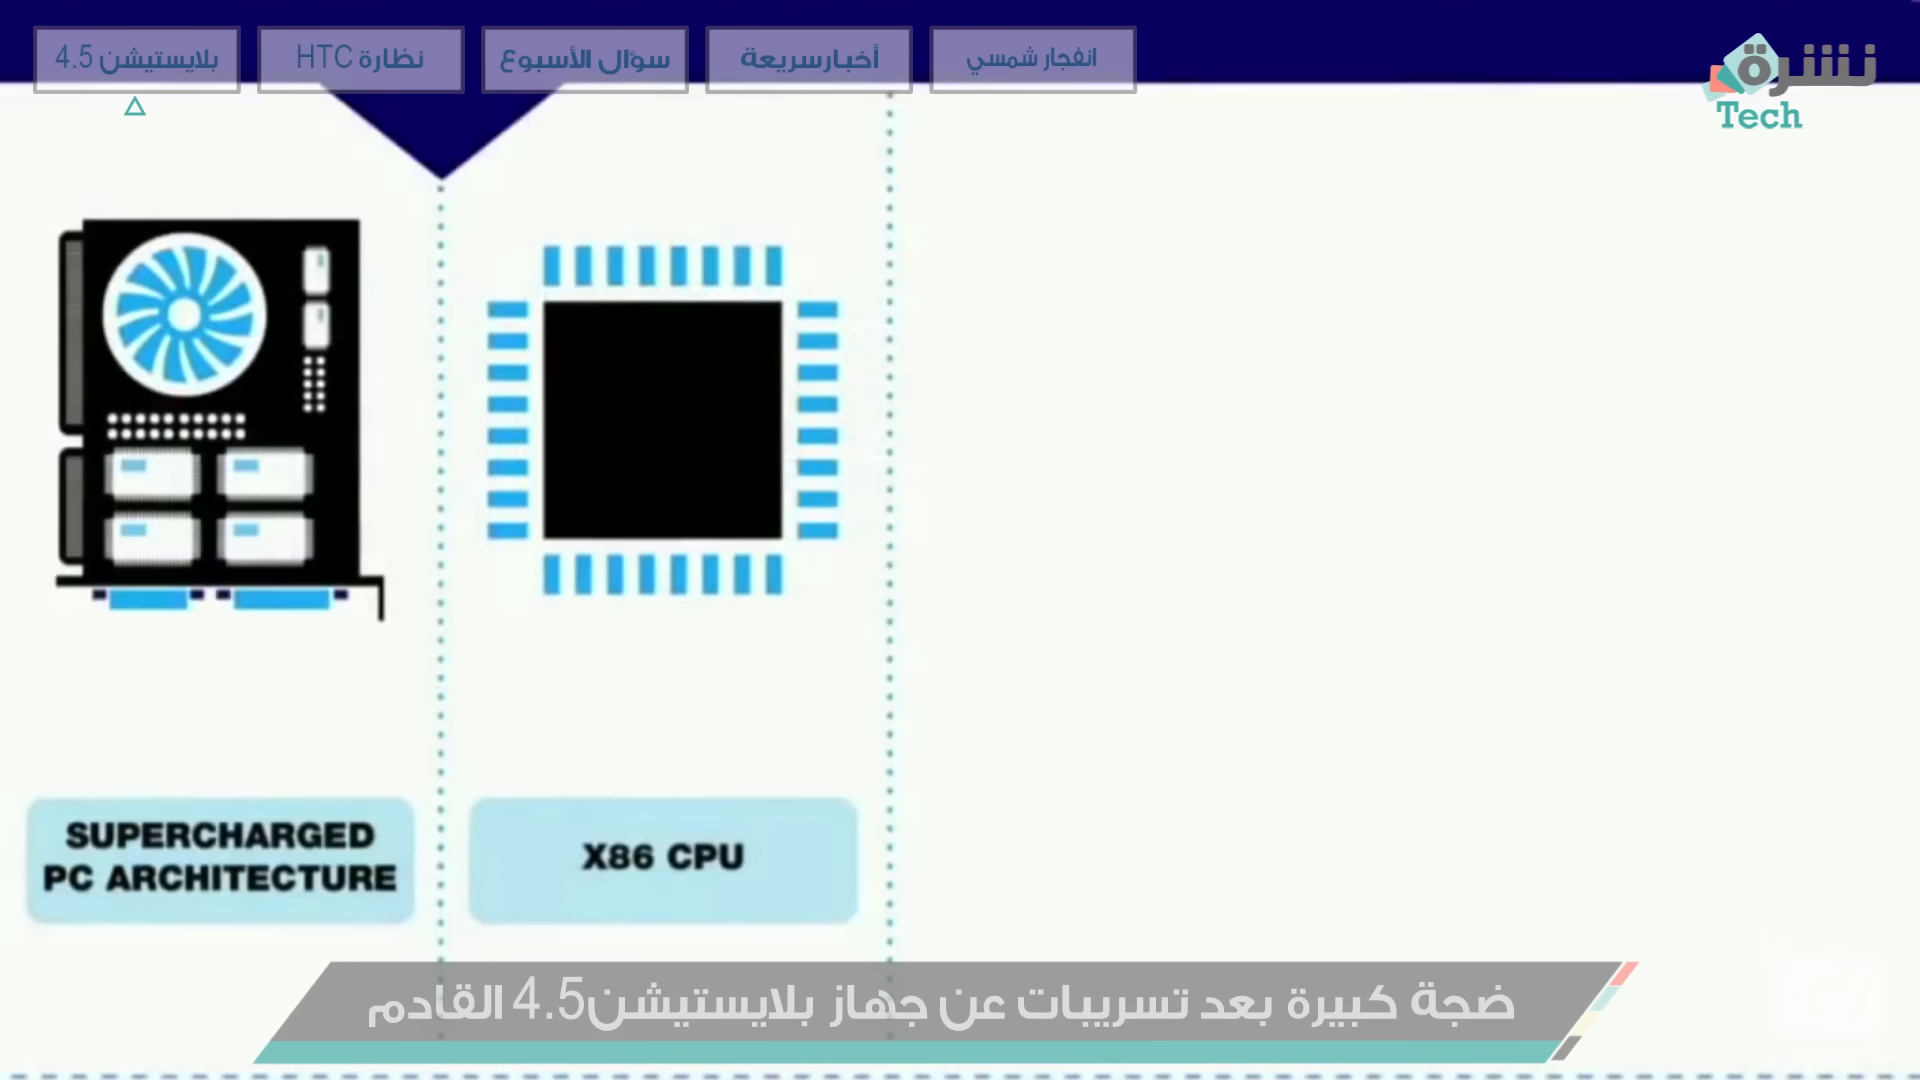 بلايستيشن 4.5
نظارة HTC
سؤال الأسبوع
أخبارسريعة
انفجار شمسي
نشرة
Tech
SUPERCHARGED
PC ARCHITECTURE
X86 CPU
ضجة كبيرة بعد تسريبات عن جهاز بلايستيشن4.5 القادم